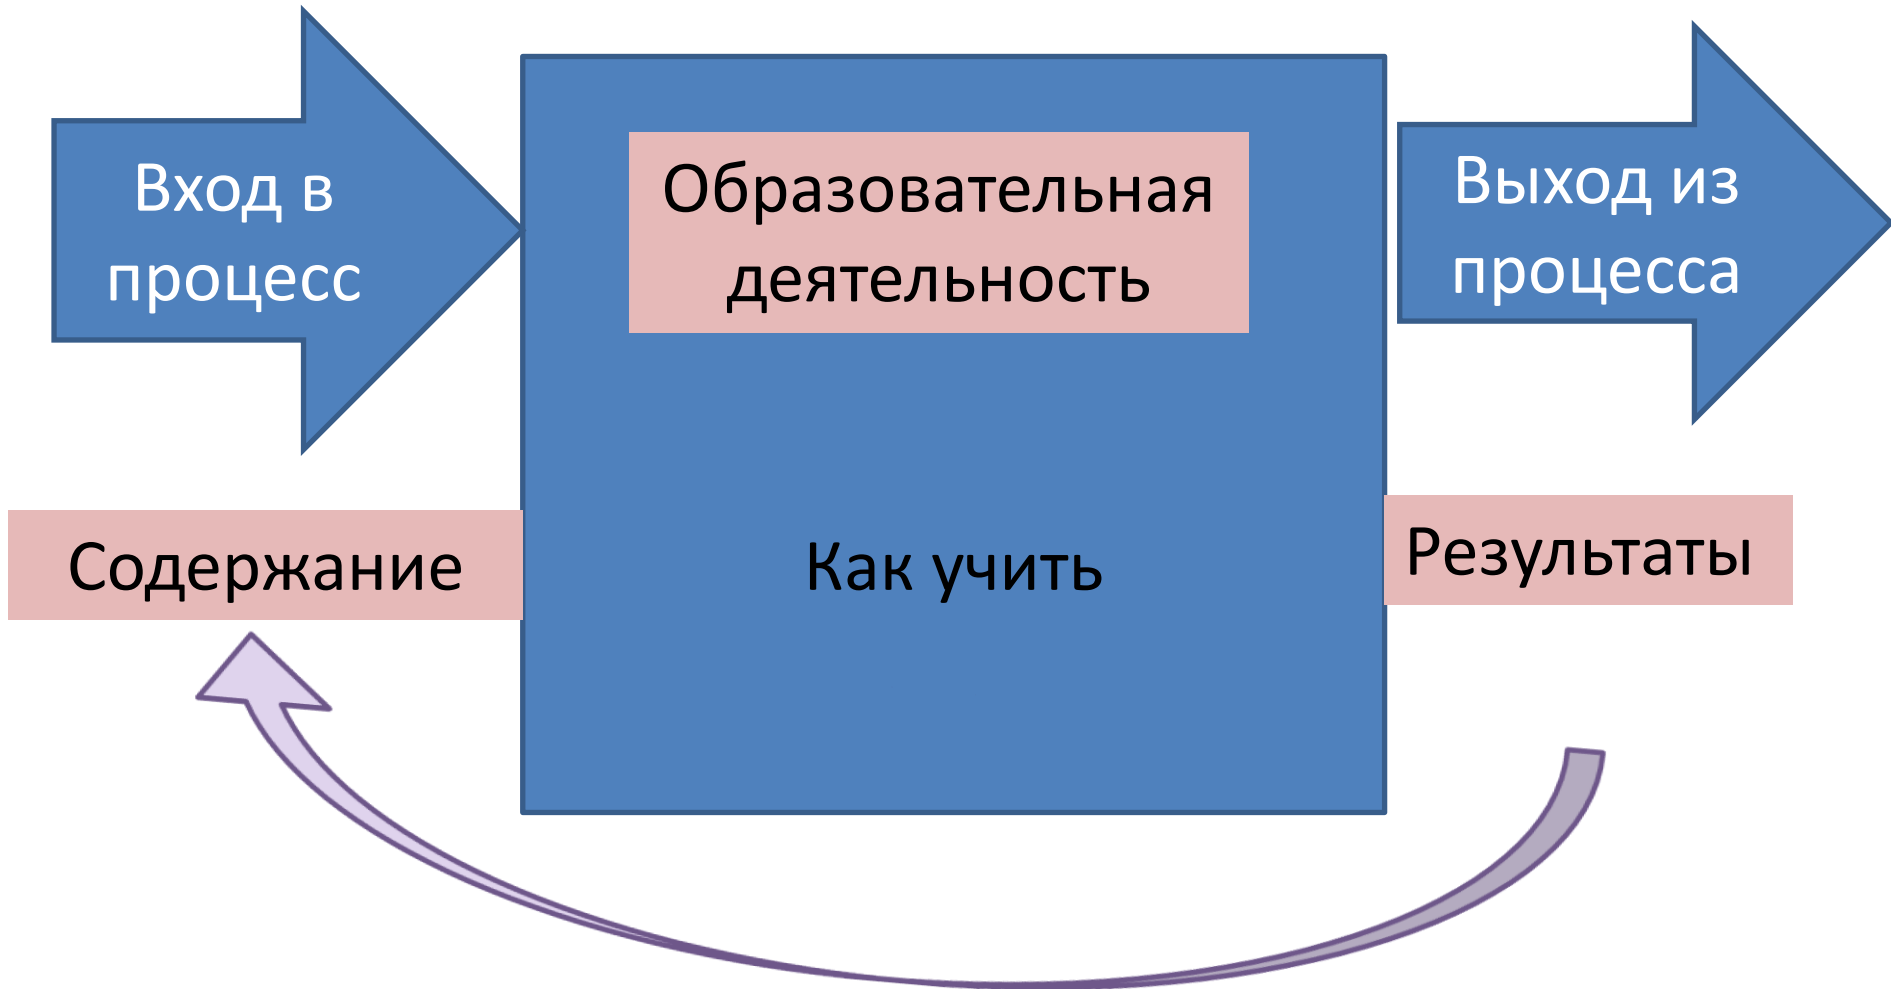 Вход в
процесс
Образовательная
деятельность
Выход из
процесса
Содержание
Как учить
Результаты